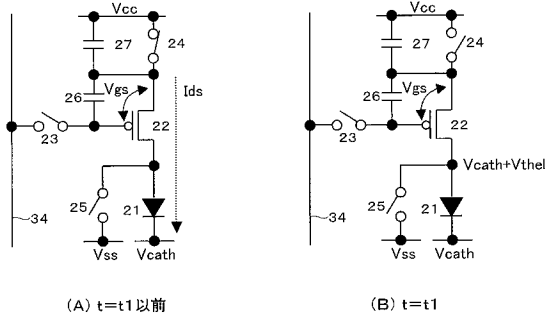 Vcc
27
24
26
Vgs
Ids
22
23
25
21
34
Vss
Vcath
(A) t=t1以前
Vcc
27
24
26
Vgs
22
23
Vcath+Vthel
25
21
34
Vss
Vcath
(B) t=t1